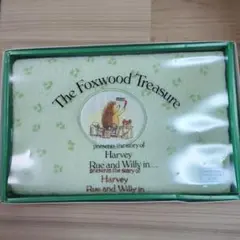 The Foxwood Treasure
presents the story of
Harvey
Rue and Willy in....
presents the story of
Harvey
Rue and Willy in....